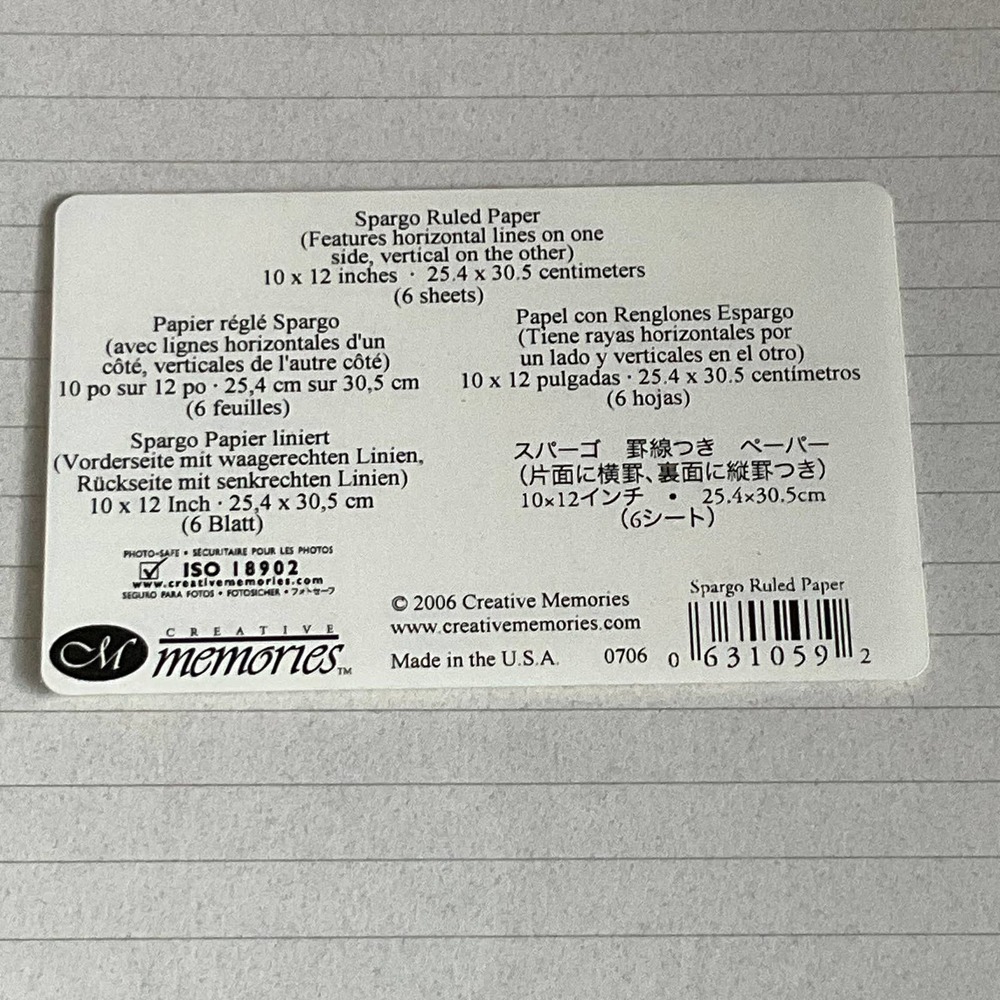 Spargo Ruled Paper
(Features horizontal lines on one
side, vertical on the other)
10 x 12 inches · 25.4 x 30.5 centimeters
(6 sheets)
Papier réglé Spargo
(avec lignes horizontales d'un
côté, verticales de l'autre côté)
10 po sur 12 po · 25,4 cm sur 30,5 cm
(6 feuilles)
Papel con Renglones Espargo
(Tiene rayas horizontales por
un lado y verticales en el otro)
10 x 12 pulgadas · 25.4 x 30.5 centímetros
(6 hojas)
Spargo Papier liniert
(Vorderseite mit waagerechten Linien,
Rückseite mit senkrechten Linien)
10 x 12 Inch · 25,4 x 30,5 cm
(6 Blatt)
スパーゴ 罫線つき ペーパー
(片面に横罫、裏面に縦罫つき)
10×12インチ ・ 25.4×30.5cm
(6シート)
PHOTO-SAFE • SÉCURITAIRE POUR LES PHOTOS
ISO 18902
www.creativememories.com
SEGURO PARA FOTOS • FOTOSICHER • フォトセーフ
M CREATIVE
memories™
© 2006 Creative Memories
www.creativememories.com
Made in the U.S.A. 0706
Spargo Ruled Paper
0 631059 2